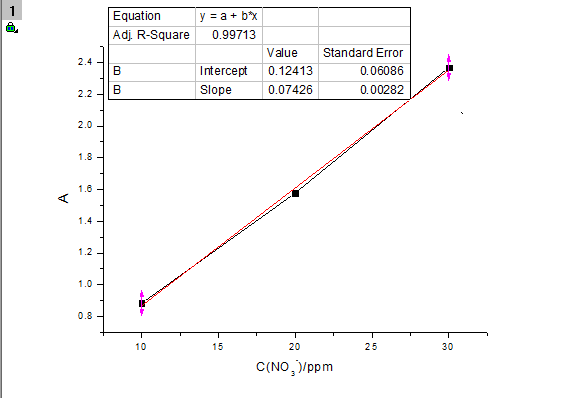 1
Equation y = a + b*x
Adj. R-Square 0.99713
Value Standard Error
B Intercept 0.12413 0.06086
B Slope 0.07426 0.00282
2.4
2.2
2.0
1.8
1.6
1.4
1.2
1.0
0.8
A
10 15 20 25 30
C(NO₃⁻)/ppm